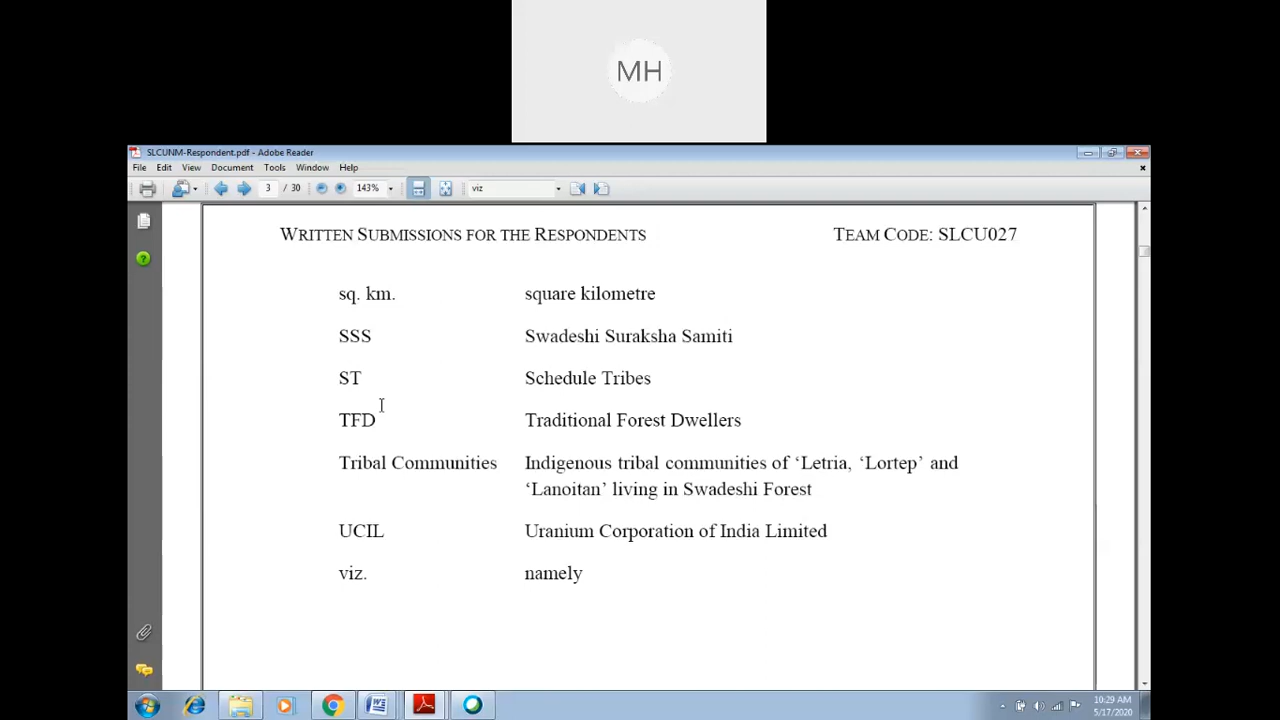 MH
SLCUNM-Respondent.pdf - Adobe Reader
File Edit View Document Tools Window Help
3 / 30 143% viz
WRITTEN SUBMISSIONS FOR THE RESPONDENTS TEAM CODE: SLCU027
sq. km. square kilometre
SSS Swadeshi Suraksha Samiti
ST Schedule Tribes
TFD Traditional Forest Dwellers
Tribal Communities Indigenous tribal communities of ‘Letria, ‘Lortep’ and
‘Lanoitan’ living in Swadeshi Forest
UCIL Uranium Corporation of India Limited
viz. namely
10:29 AM
5/17/2020